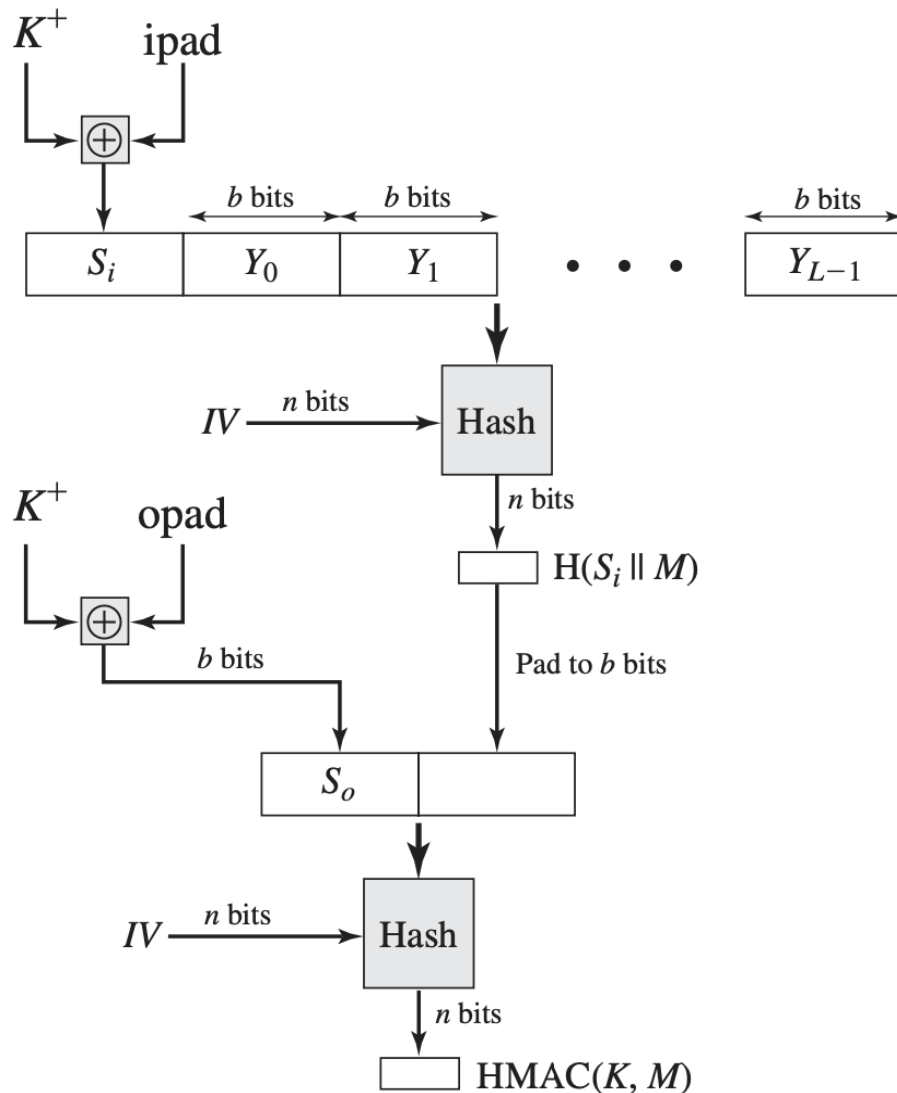 K⁺ ipad
⊕
b bits b bits b bits
Sᵢ Y₀ Y₁ • • • Y_{L−1}
IV n bits Hash
n bits
K⁺ opad
H(Sᵢ || M)
⊕
b bits
Pad to b bits
Sₒ
IV n bits Hash
n bits
HMAC(K, M)